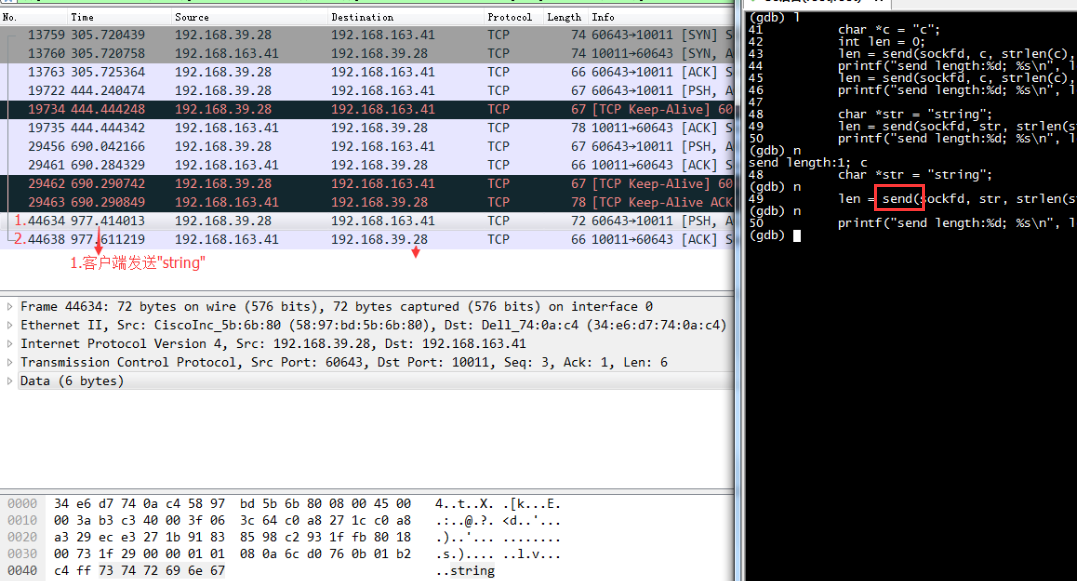 No. Time Source Destination Protocol Length Info
13759 305.720439 192.168.39.28 192.168.163.41 TCP 74 60643→10011 [SYN] S
13760 305.720758 192.168.163.41 192.168.39.28 TCP 74 10011→60643 [SYN, A
13763 305.725364 192.168.39.28 192.168.163.41 TCP 66 60643→10011 [ACK] S
19722 444.240474 192.168.39.28 192.168.163.41 TCP 67 60643→10011 [PSH, A
19734 444.444248 192.168.39.28 192.168.163.41 TCP 67 [TCP Keep-Alive] 60
19735 444.444342 192.168.163.41 192.168.39.28 TCP 78 10011→60643 [ACK] S
29456 690.042166 192.168.39.28 192.168.163.41 TCP 67 60643→10011 [PSH, A
29461 690.284329 192.168.163.41 192.168.39.28 TCP 66 10011→60643 [ACK] S
29462 690.290742 192.168.39.28 192.168.163.41 TCP 67 [TCP Keep-Alive] 60
29463 690.290849 192.168.163.41 192.168.39.28 TCP 78 [TCP Keep-Alive ACK
1. 44634 977.414013 192.168.39.28 192.168.163.41 TCP 72 60643→10011 [PSH, A
2. 44638 977.611219 192.168.163.41 192.168.39.28 TCP 66 10011→60643 [ACK] S
1.客户端发送"string"
Frame 44634: 72 bytes on wire (576 bits), 72 bytes captured (576 bits) on interface 0
Ethernet II, Src: CiscoInc_5b:6b:80 (58:97:bd:5b:6b:80), Dst: Dell_74:0a:c4 (34:e6:d7:74:0a:c4)
Internet Protocol Version 4, Src: 192.168.39.28, Dst: 192.168.163.41
Transmission Control Protocol, Src Port: 60643, Dst Port: 10011, Seq: 3, Ack: 1, Len: 6
Data (6 bytes)
0000 34 e6 d7 74 0a c4 58 97 bd 5b 6b 80 08 00 45 00 4..t..X. .[k...E.
0010 00 3a b3 c3 40 00 3f 06 3c 64 c0 a8 27 1c c0 a8 .:..@.?. <d..'...
0020 a3 29 ec e3 27 1b 91 83 85 98 c2 93 1f fb 80 18 .)..'... ........
0030 00 73 1f 29 00 00 01 01 08 0a 6c d0 76 0b 01 b2 .s.).... ..l.v...
0040 c4 ff 73 74 72 69 6e 67 ..string
(gdb) l
41 char *c = "c";
42 int len = 0;
43 len = send(sockfd, c, strlen(c),
44 printf("send length:%d; %s\n", l
45 len = send(sockfd, c, strlen(c),
46 printf("send length:%d; %s\n", l
47
48 char *str = "string";
49 len = send(sockfd, str, strlen(st
50 printf("send length:%d; %s\n", l
(gdb) n
send length:1; c
48 char *str = "string";
(gdb) n
49 len = send(sockfd, str, strlen(st
(gdb) n
50 printf("send length:%d; %s\n", l
(gdb)